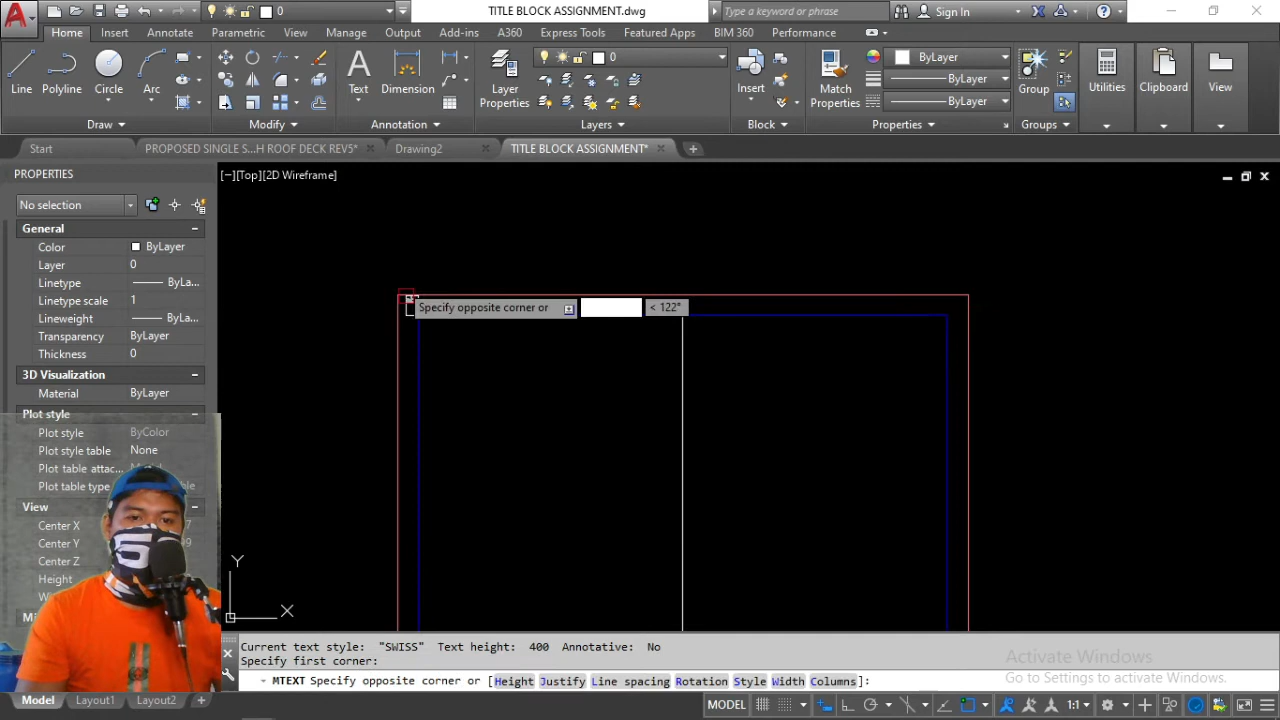 TITLE BLOCK ASSIGNMENT.dwg
Type a keyword or phrase
Sign In
0
Home Insert Annotate Parametric View Manage Output Add-ins A360 Express Tools Featured Apps BIM 360 Performance
Line Polyline Circle Arc
Draw
Modify
Text Dimension
Annotation
Layer Properties
0
Layers
Insert
Block
Match Properties
ByLayer
ByLayer
ByLayer
Properties
Group
Groups
Utilities
Clipboard
View
Start
PROPOSED SINGLE S...H ROOF DECK REV5*
Drawing2
TITLE BLOCK ASSIGNMENT*
PROPERTIES
[−][Top][2D Wireframe]
No selection
General
Color ByLayer
Layer 0
Linetype ByLa...
Linetype scale 1
Lineweight ByLa...
Transparency ByLayer
Thickness 0
3D Visualization
Material ByLayer
Plot style
Plot style ByColor
Plot style table None
Plot table attac...
Plot table type
View
Center X
Center Y
Center Z
Height
Specify opposite corner or
< 122°
Y
X
Current text style: "SWISS" Text height: 400 Annotative: No
Specify first corner:
MTEXT Specify opposite corner or [Height Justify Line spacing Rotation Style Width Columns]:
Activate Windows
Go to Settings to activate Windows.
Model Layout1 Layout2 +
MODEL
1:1